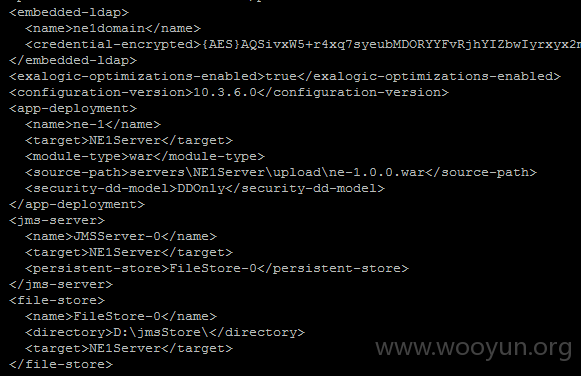 <embedded-ldap>
<name>ne1domain</name>
<credential-encrypted>{AES}AQSivxW5+r4xq7syeubMDORYYFvRjhYIZbwIyrxyx2m
</embedded-ldap>
<exalogic-optimizations-enabled>true</exalogic-optimizations-enabled>
<configuration-version>10.3.6.0</configuration-version>
<app-deployment>
<name>ne-1</name>
<target>NE1Server</target>
<module-type>war</module-type>
<source-path>servers\NE1Server\upload\ne-1.0.0.war</source-path>
<security-dd-model>DDOnly</security-dd-model>
</app-deployment>
<jms-server>
<name>JMSServer-0</name>
<target>NE1Server</target>
<persistent-store>FileStore-0</persistent-store>
</jms-server>
<file-store>
<name>FileStore-0</name>
<directory>D:\jmsStore\</directory>
<target>NE1Server</target>
</file-store>
www.wooyun.org